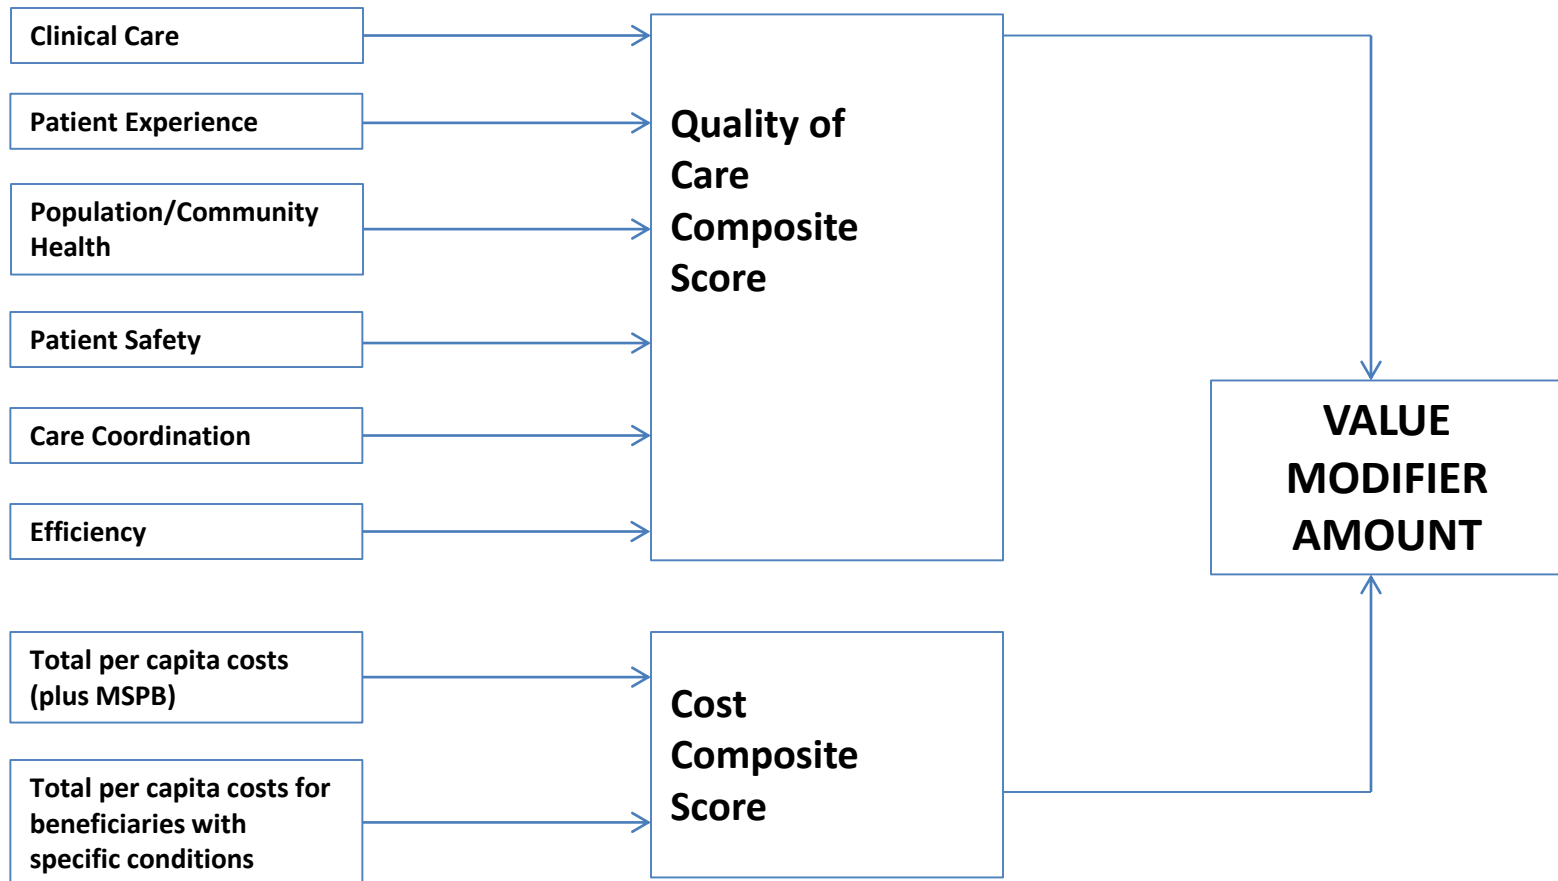 Clinical Care
Patient Experience
Population/Community
Health
Patient Safety
Care Coordination
Efficiency
Quality of
Care
Composite
Score
Total per capita costs
(plus MSPB)
Total per capita costs for
beneficiaries with
specific conditions
Cost
Composite
Score
VALUE
MODIFIER
AMOUNT